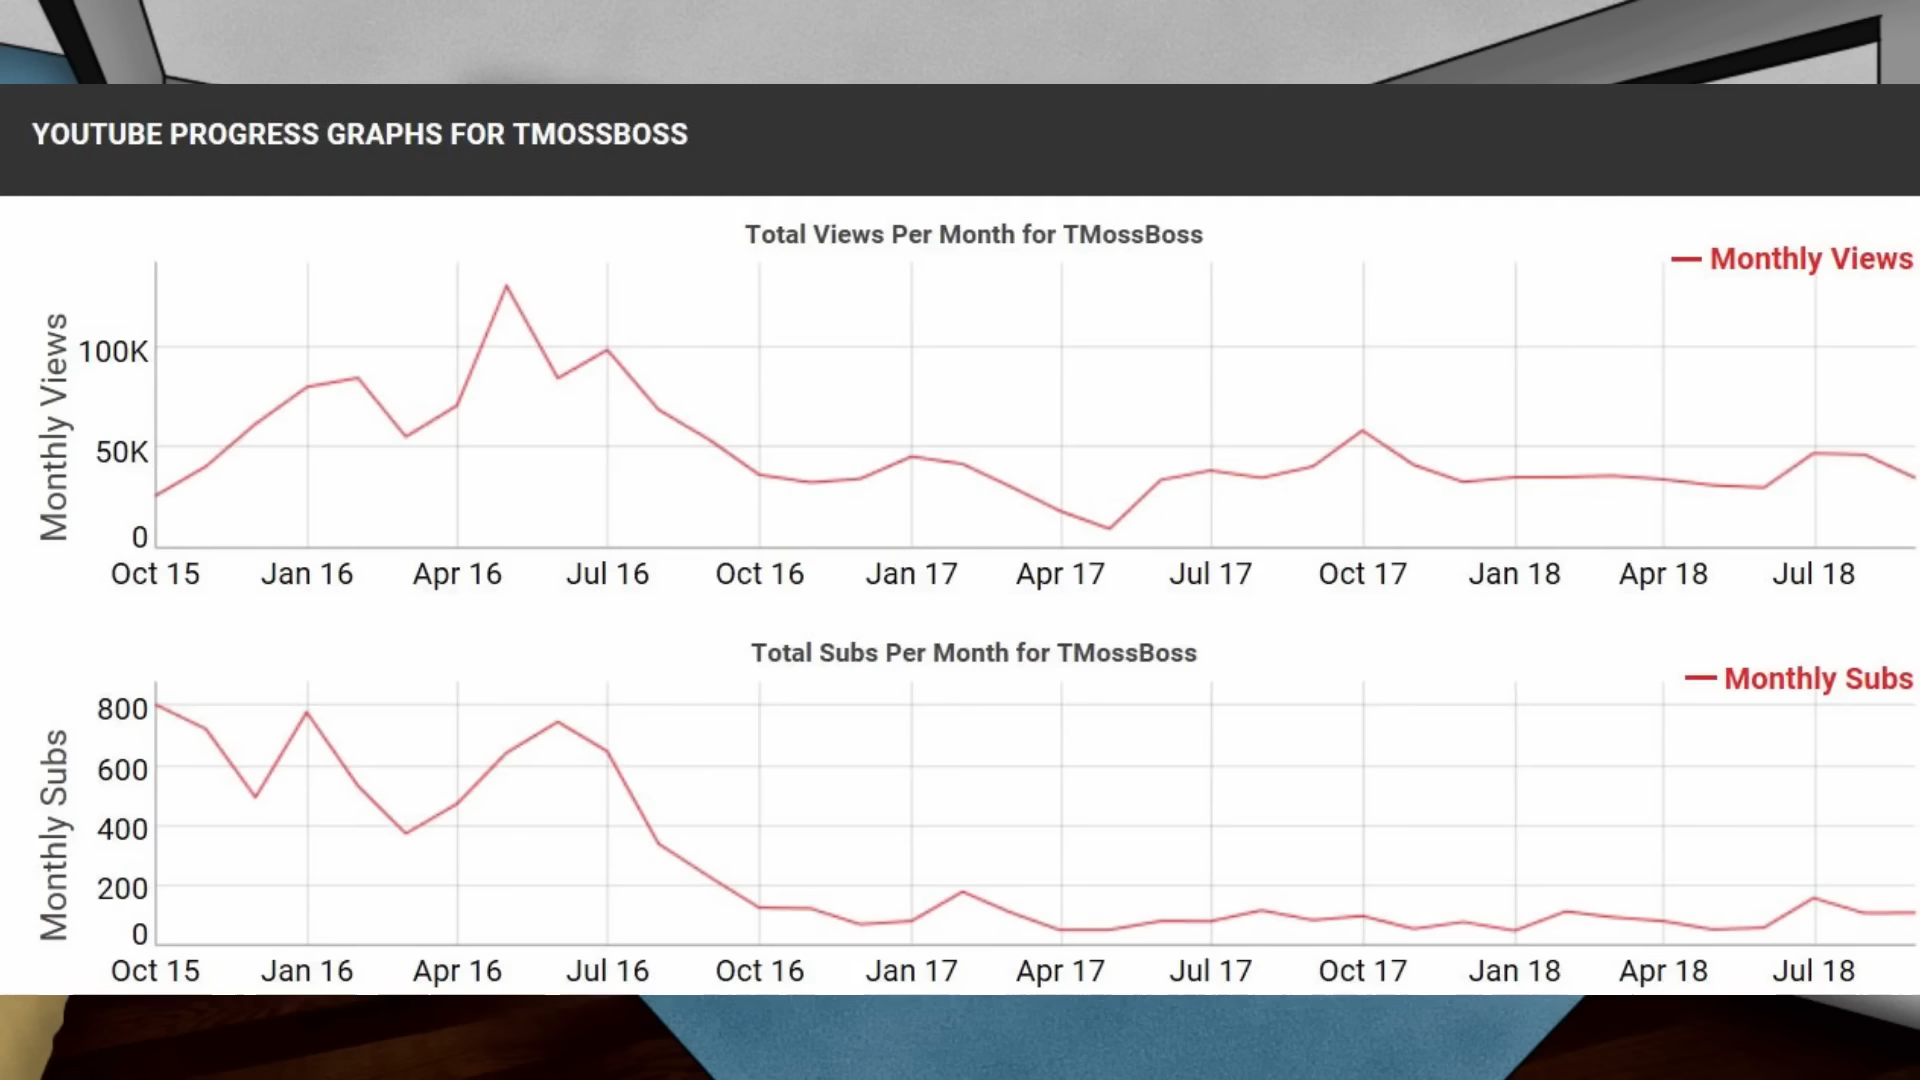 YOUTUBE PROGRESS GRAPHS FOR TMOSSBOSS
Total Views Per Month for TMossBoss
Monthly Views
Monthly Views
100K
50K
0
Oct 15 Jan 16 Apr 16 Jul 16 Oct 16 Jan 17 Apr 17 Jul 17 Oct 17 Jan 18 Apr 18 Jul 18
Total Subs Per Month for TMossBoss
Monthly Subs
Monthly Subs
800
600
400
200
0
Oct 15 Jan 16 Apr 16 Jul 16 Oct 16 Jan 17 Apr 17 Jul 17 Oct 17 Jan 18 Apr 18 Jul 18